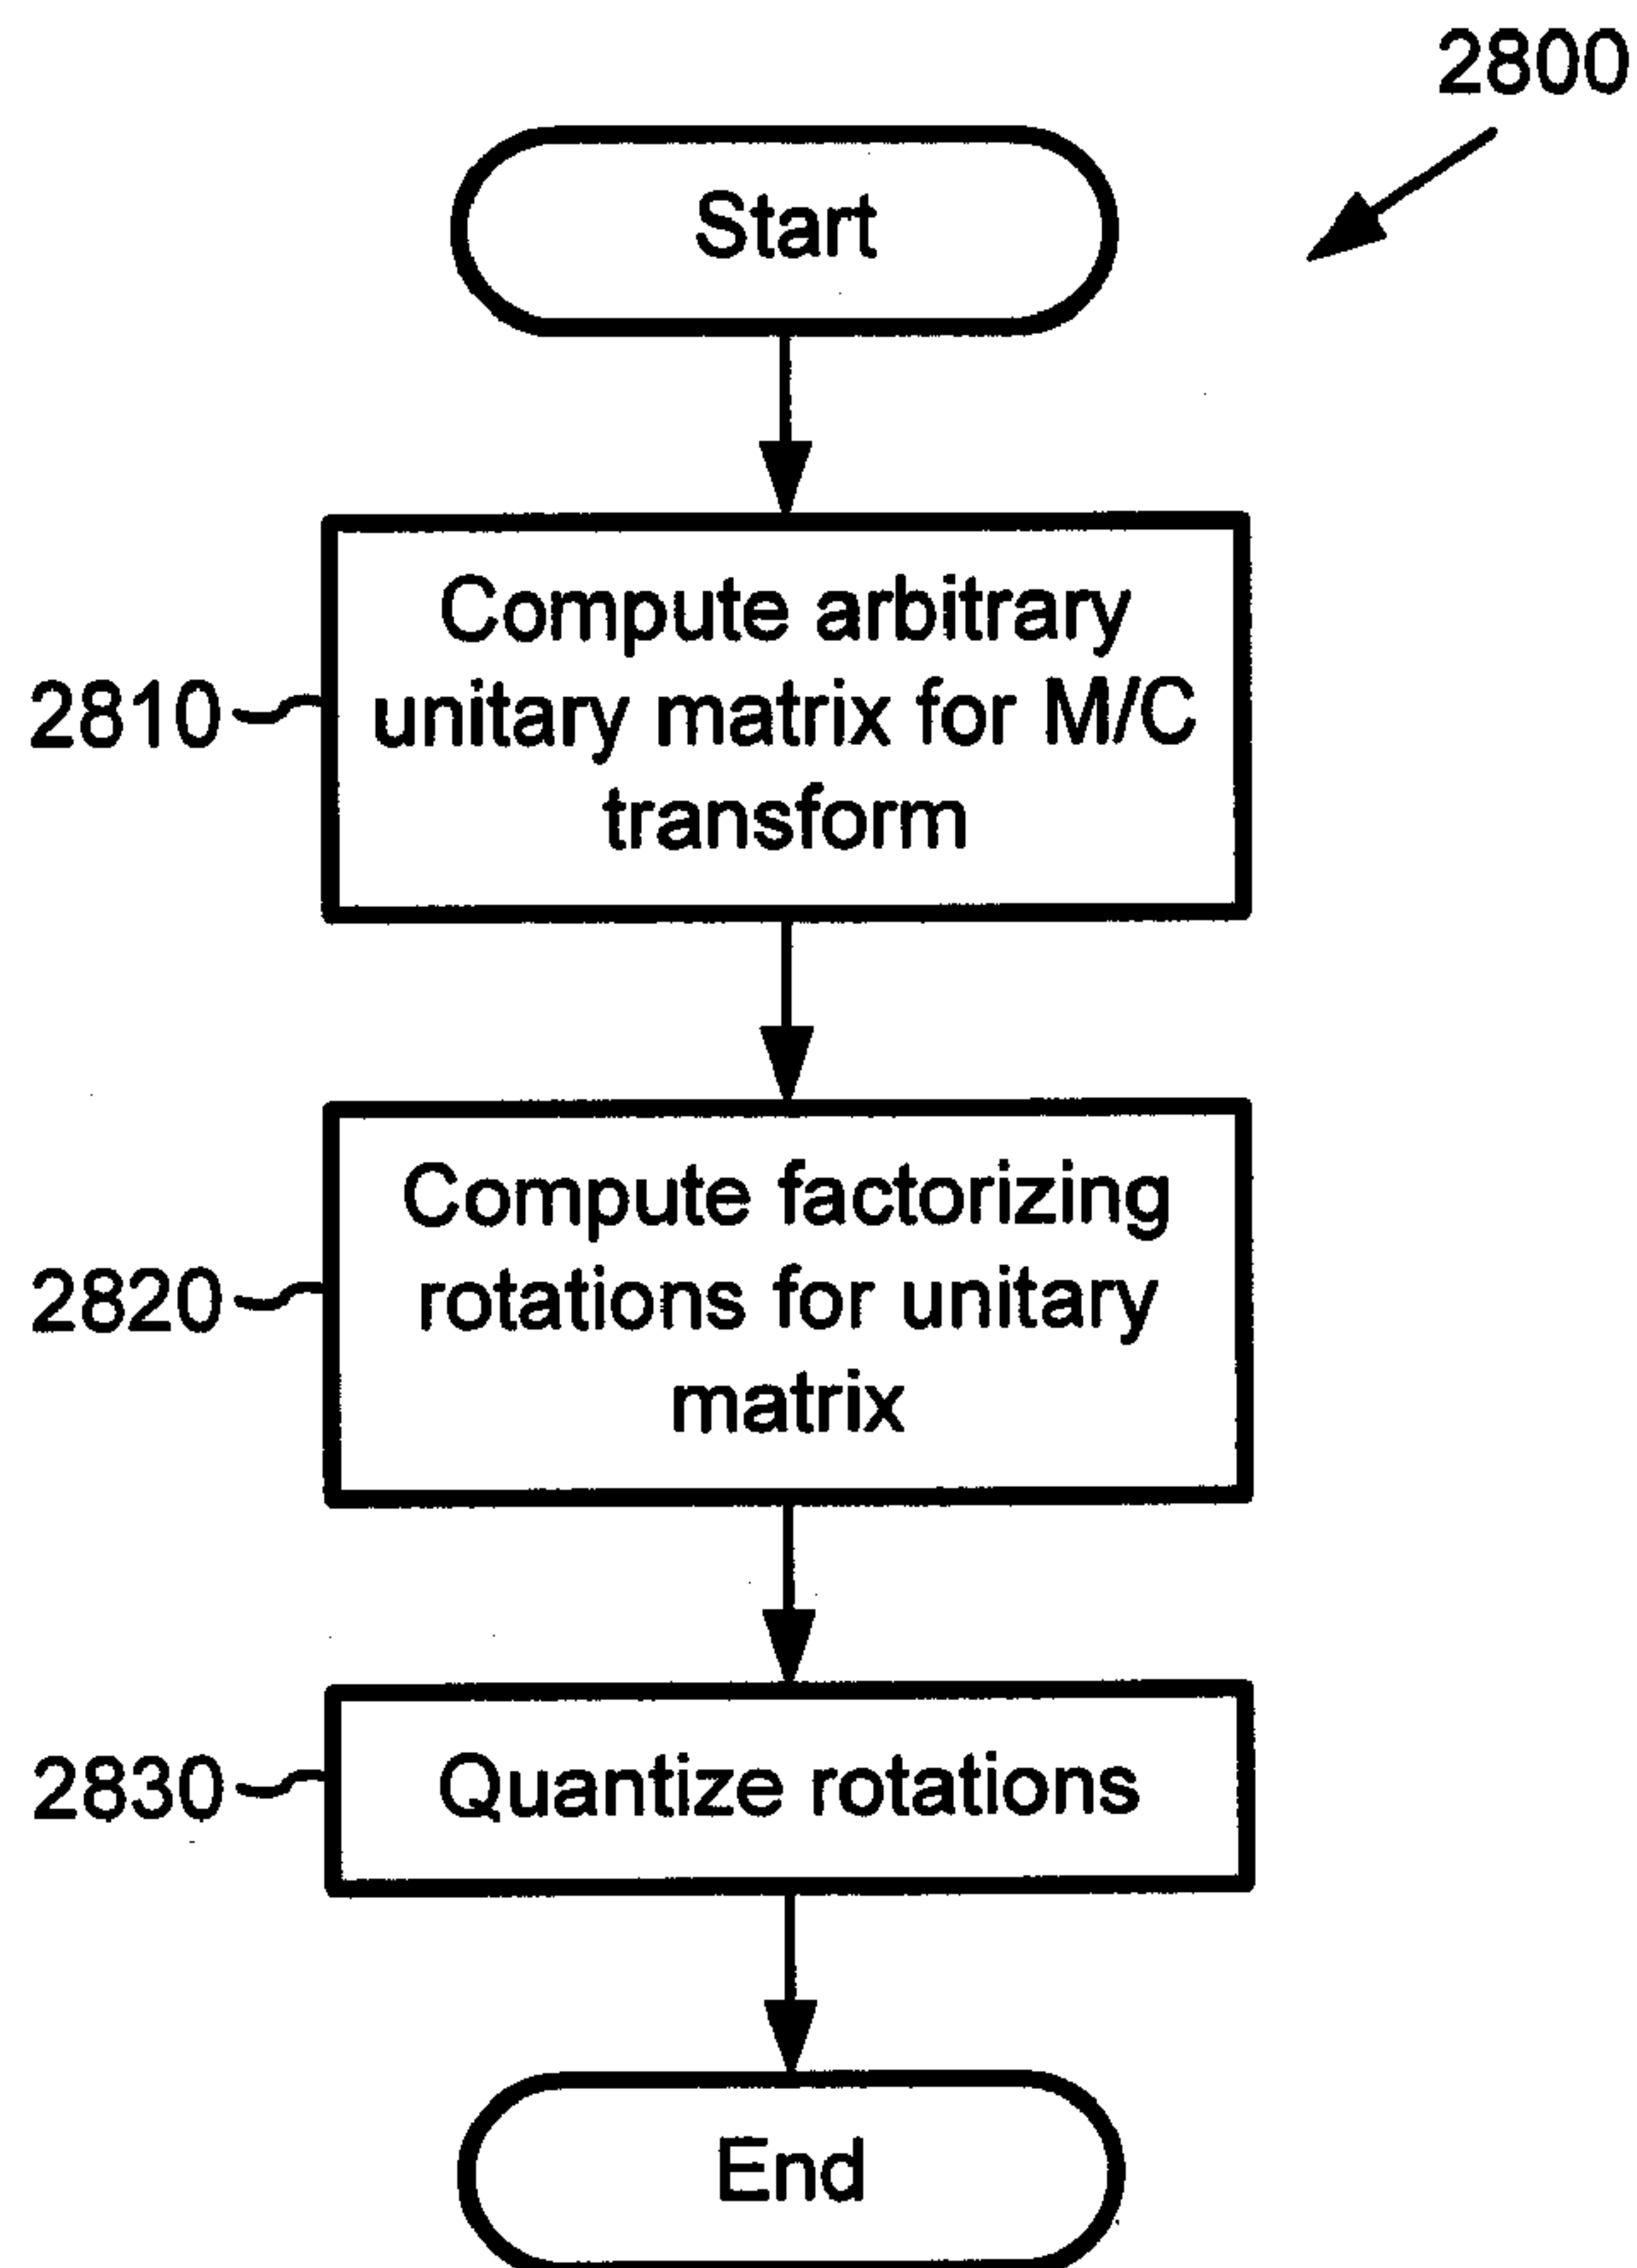 2800
Start
2810
Compute arbitrary
unitary matrix for M/C
transform
2820
Compute factorizing
rotations for unitary
matrix
2830
Quantize rotations
End